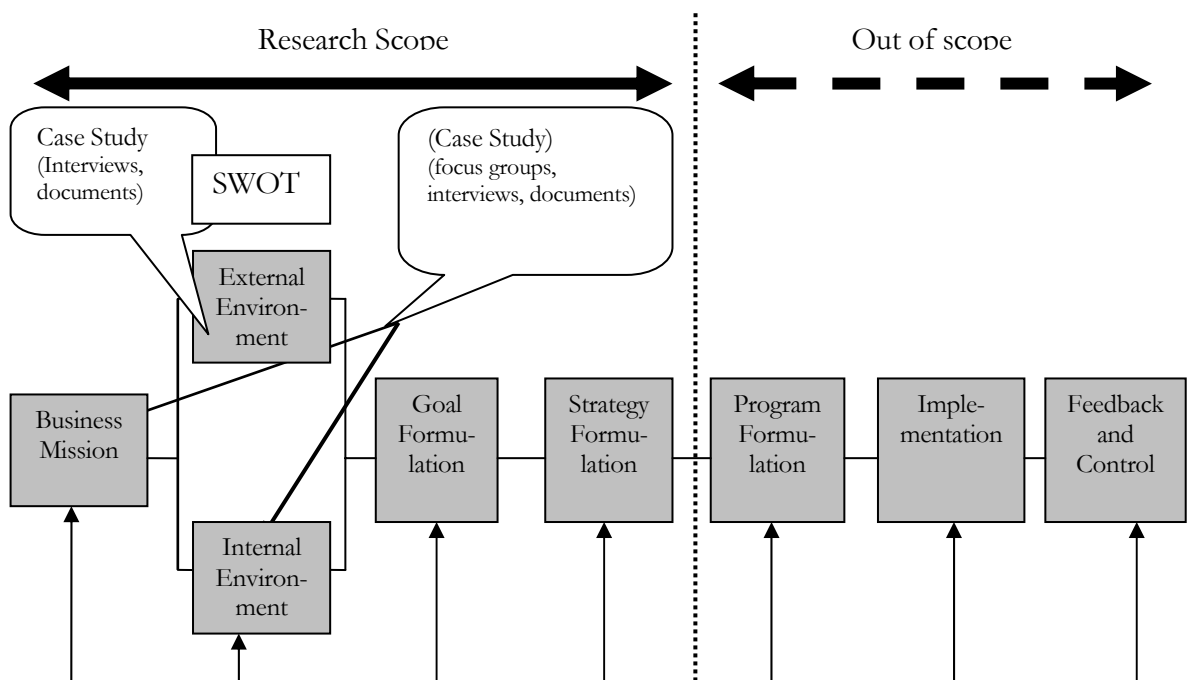 Research Scope
Out of scope
Case Study
(Interviews,
documents)
SWOT
(Case Study)
(focus groups,
interviews, documents)
External
Environ-
ment
Business
Mission
Internal
Environ-
ment
Goal
Formu-
lation
Strategy
Formu-
lation
Program
Formu-
lation
Imple-
mentation
Feedback
and
Control